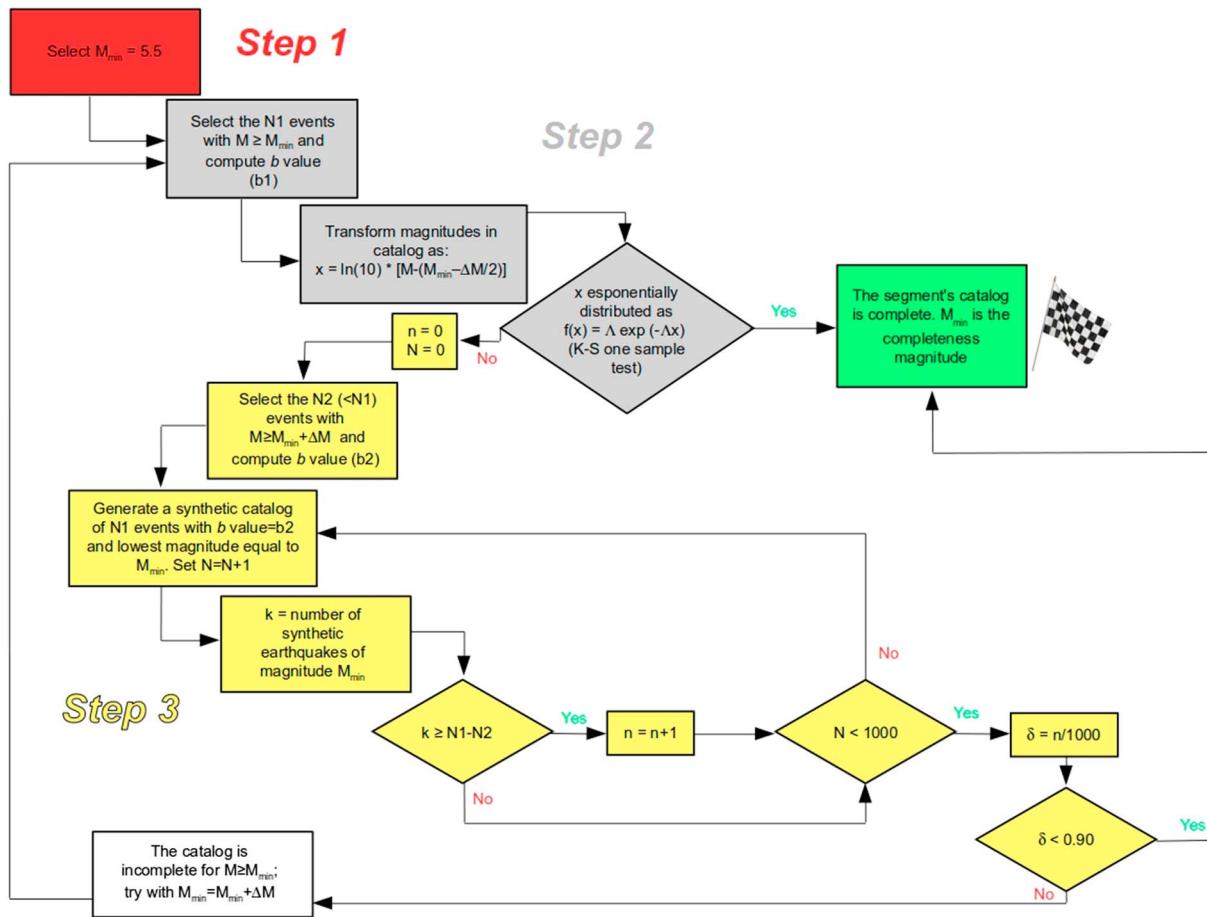 Select Mmin = 5.5
Step 1
Select the N1 events
with M ≥ Mmin and
compute b value
(b1)
Step 2
Transform magnitudes in
catalog as:
x = ln(10) * [M-(Mmin–ΔM/2)]
x esponentially
distributed as
f(x) = Λ exp (-Λx)
(K-S one sample
test)
Yes
The segment's catalog
is complete. Mmin is the
completeness
magnitude
No
n = 0
N = 0
Select the N2 (<N1)
events with
M≥Mmin+ΔM and
compute b value (b2)
Generate a synthetic catalog
of N1 events with b value=b2
and lowest magnitude equal to
Mmin. Set N=N+1
k = number of
synthetic
earthquakes of
magnitude Mmin
Step 3
k ≥ N1-N2
Yes
No
n = n+1
N < 1000
No
Yes
δ = n/1000
δ < 0.90
Yes
No
The catalog is
incomplete for M≥Mmin;
try with Mmin=Mmin+ΔM